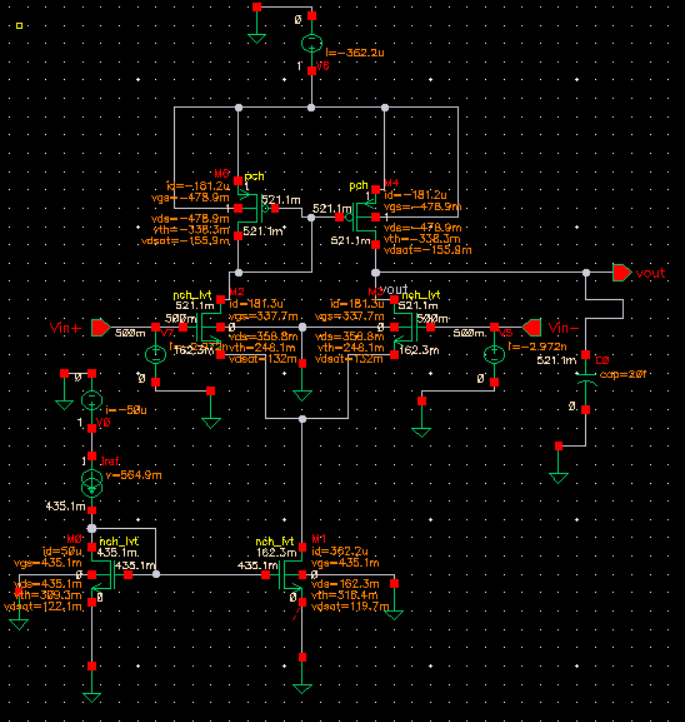 0
i=-362.2u
1
V6
M6
pch
pch
M4
id=-181.2u
1
id=-181.2u
vgs=-478.9m
521.1m
vgs=-478.9m
1
521.1m
vds=-478.9m
vds=-478.9m
vth=-338.3m
521.1m
521.1m
vth=-338.3m
vdsat=-155.9m
vdsat=-155.9m
vout
vout
M2
nch_lvt
nch_lvt
521.1m
id=181.3u
id=181.3u
521.1m
500m
vgs=337.7m
vgs=337.7m
500m
Vin+
0
0
Vin-
500m
V7
vds=358.8m
vds=358.8m
500m
V5
162.3m
vth=248.1m
vth=248.1m
162.3m
i=-2.972n
vdsat=132m
vdsat=132m
521.1m
C0
cap=20f
0
0
0
0
i=-50u
1
V0
1
Iref
v=-564.9m
435.1m
M0
nch_lvt
nch_lvt
M1
id=50u
435.1m
162.3m
id=362.2u
vgs=435.1m
435.1m
435.1m
vgs=435.1m
0
0
vds=435.1m
vds=162.3m
vth=309.3m
0
0
vth=316.4m
vdsat=122.1m
vdsat=119.7m